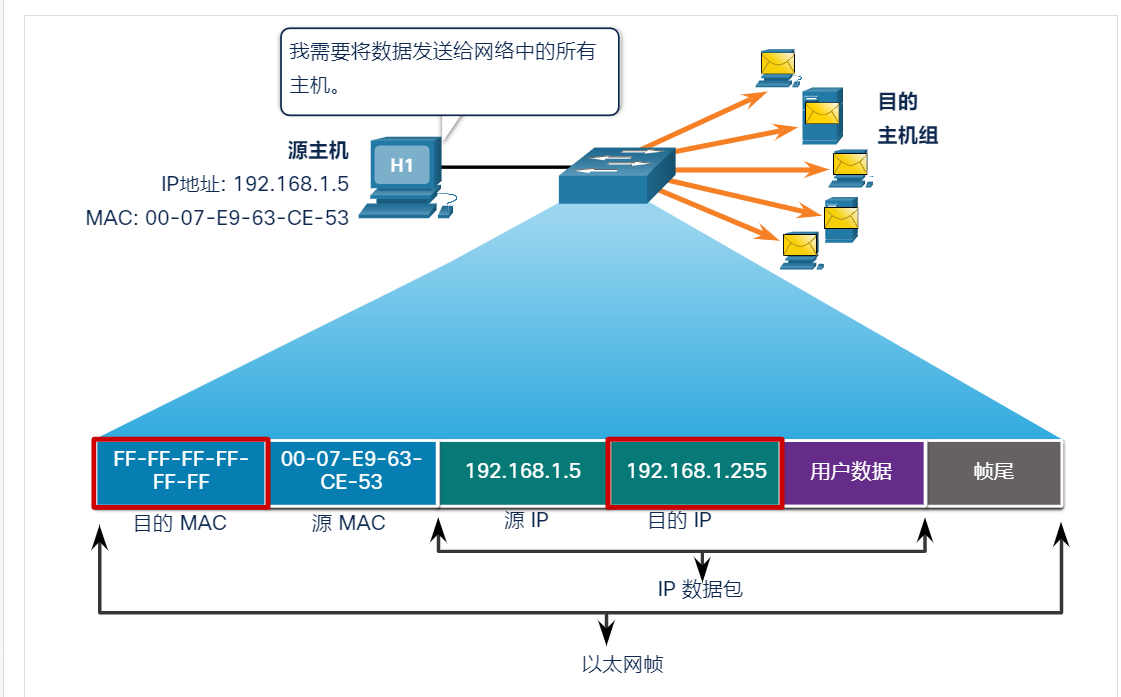 我需要将数据发送给网络中的所有
主机。
目的
主机组
源主机
H1
IP地址: 192.168.1.5
MAC: 00-07-E9-63-CE-53
FF-FF-FF-FF-
FF-FF
00-07-E9-63-
CE-53
192.168.1.5
192.168.1.255
用户数据
帧尾
目的 MAC
源 MAC
源 IP
目的 IP
IP 数据包
以太网帧